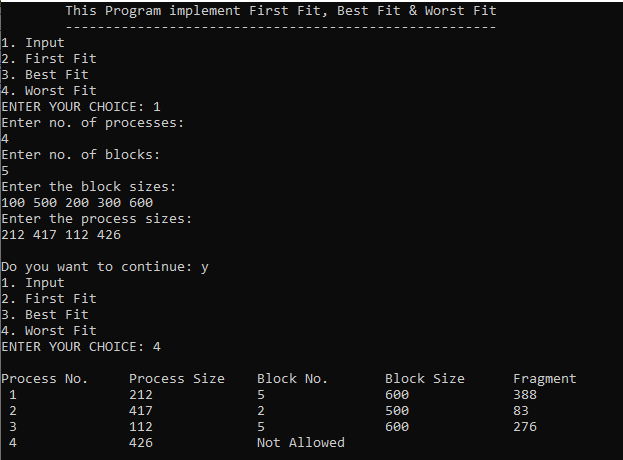 This Program implement First Fit, Best Fit & Worst Fit
------------------------------------------------------
1. Input
2. First Fit
3. Best Fit
4. Worst Fit
ENTER YOUR CHOICE: 1
Enter no. of processes:
4
Enter no. of blocks:
5
Enter the block sizes:
100 500 200 300 600
Enter the process sizes:
212 417 112 426
Do you want to continue: y
1. Input
2. First Fit
3. Best Fit
4. Worst Fit
ENTER YOUR CHOICE: 4
Process No. Process Size Block No. Block Size Fragment
1 212 5 600 388
2 417 2 500 83
3 112 5 600 276
4 426 Not Allowed